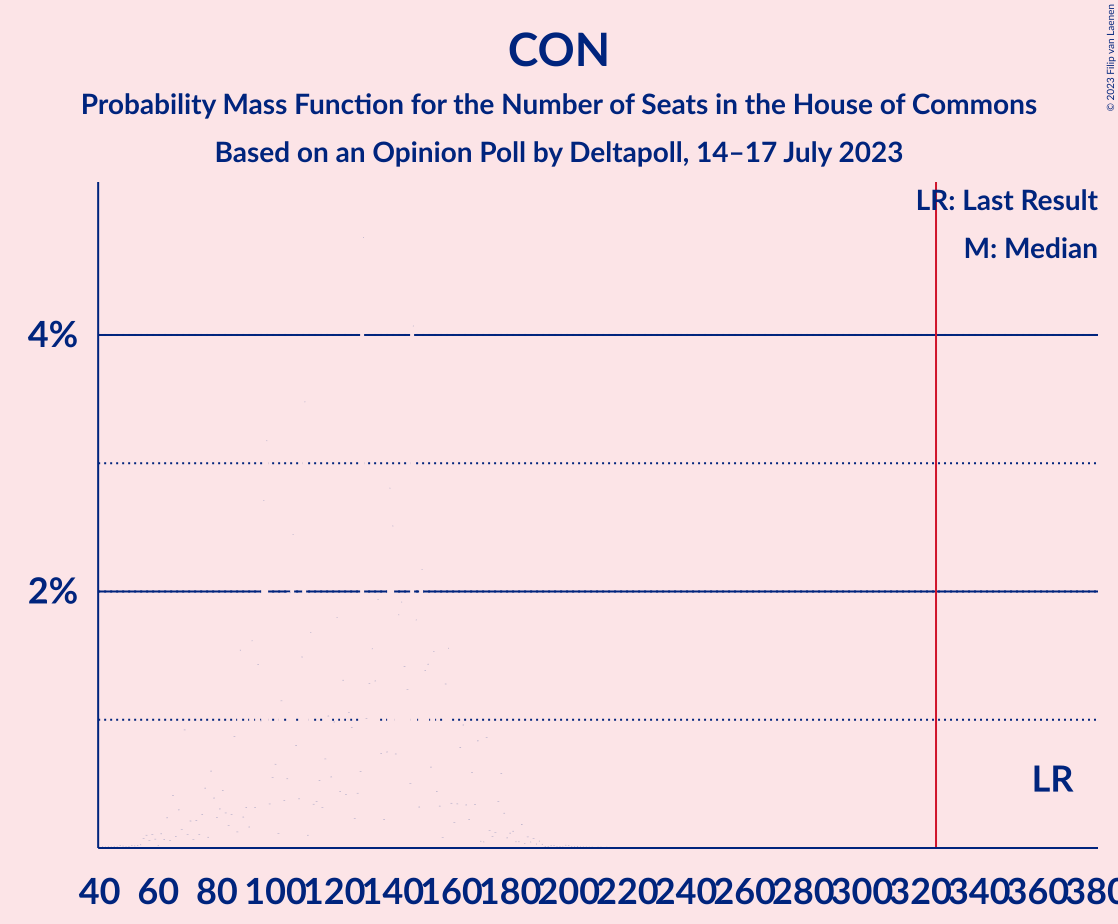 CON
Probability Mass Function for the Number of Seats in the House of Commons
Based on an Opinion Poll by Deltapoll, 14–17 July 2023
© 2023 Filip van Laenen
LR: Last Result
M: Median
4%
2%
LR
40 60 80 100 120 140 160 180 200 220 240 260 280 300 320 340 360 380